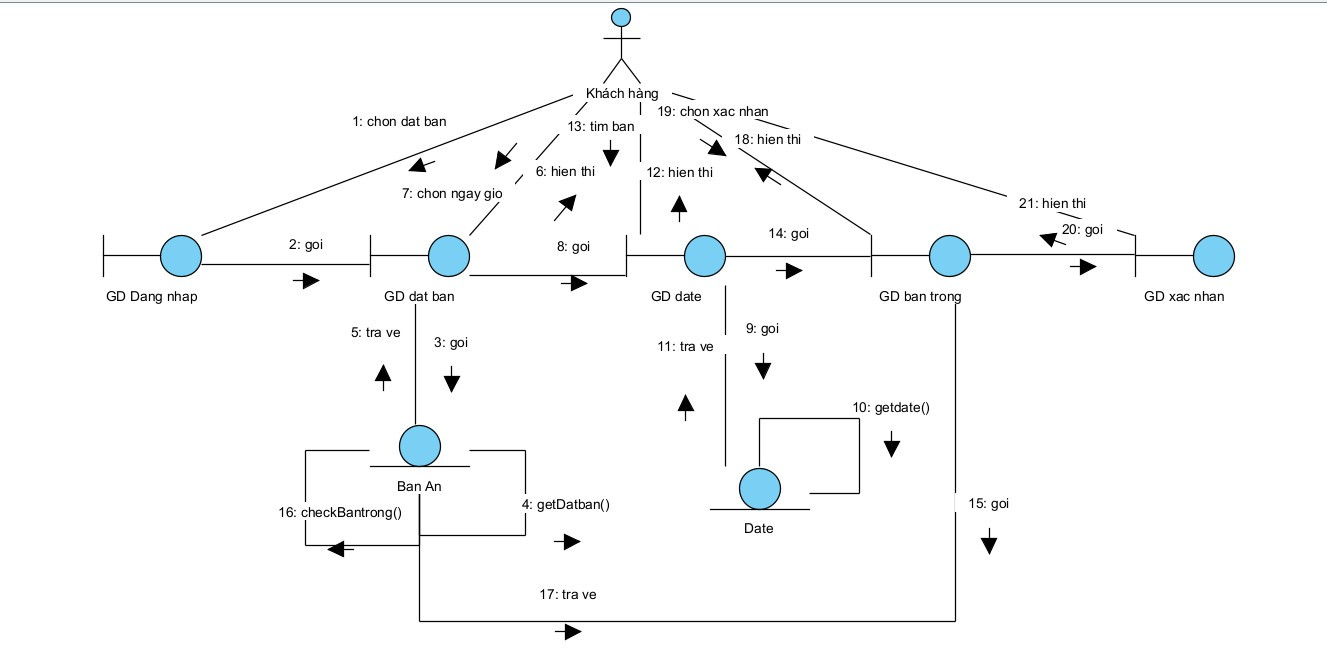 Khách hàng
19: chon xac nhan
1: chon dat ban
13: tim ban
18: hien thi
6: hien thi
12: hien thi
7: chon ngay gio
21: hien thi
20: goi
14: goi
2: goi
8: goi
GD Dang nhap
GD dat ban
GD date
GD ban trong
GD xac nhan
5: tra ve
3: goi
11: tra ve
9: goi
10: getdate()
Ban An
16: checkBantrong()
4: getDatban()
15: goi
Date
17: tra ve